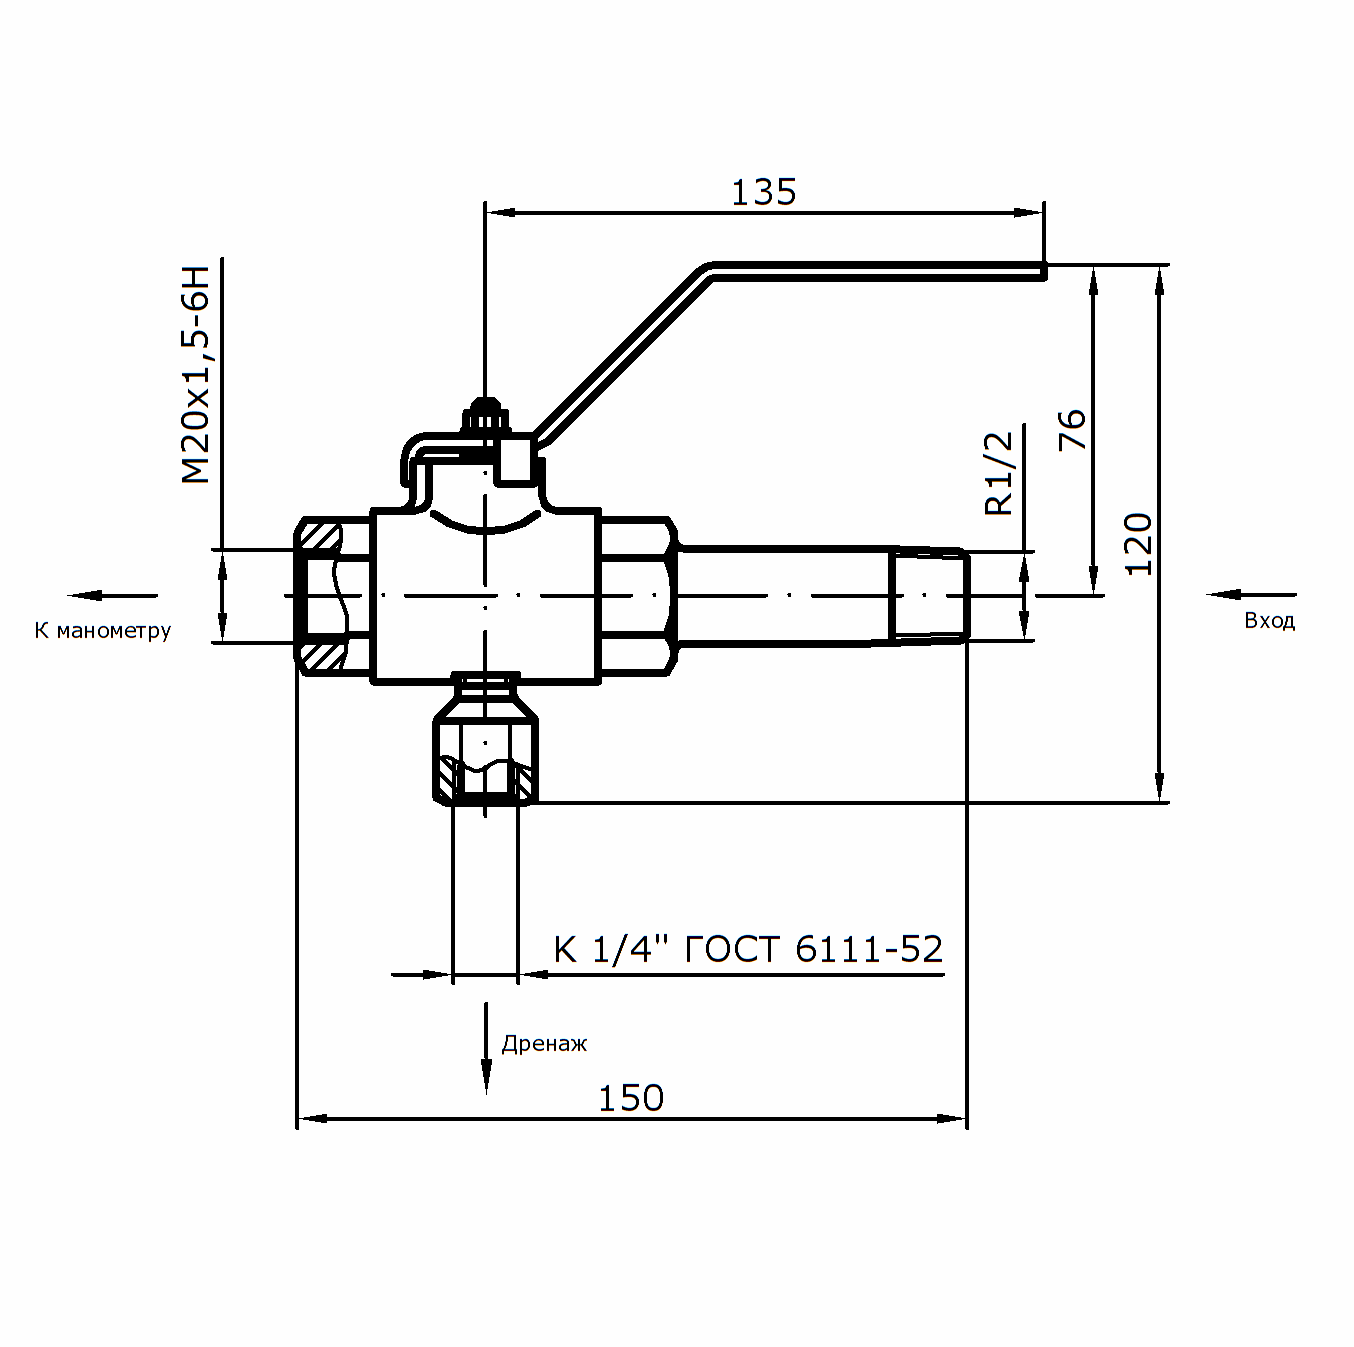 135
M20x1,5-6H
76
R1/2
120
К манометру
Вход
K 1/4" ГОСТ 6111-52
Дренаж
150